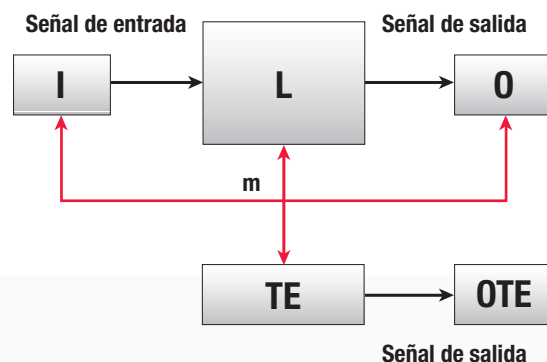 Señal de entrada
Señal de salida
I
L
O
m
TE
OTE
Señal de salida